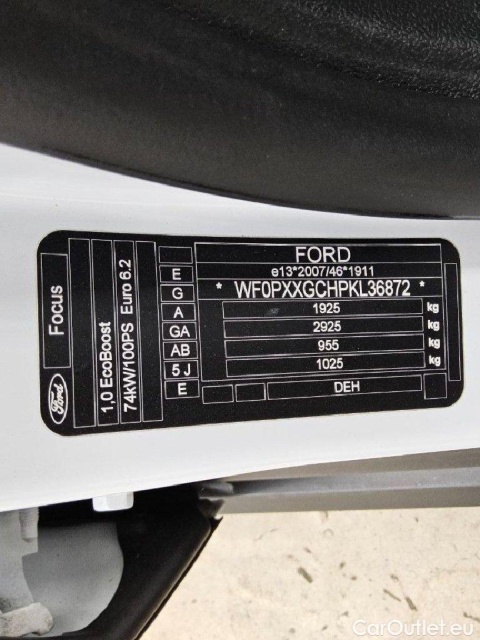 FORD
e13*2007/46*1911
* WF0PXXGCHPKL36872 *
1925 kg
2925 kg
955 kg
1025 kg
DEH
E
G
A
GA
AB
5 J
E
Focus
1,0 EcoBoost
74kW/100PS Euro 6.2
Ford
CarOutlet.eu